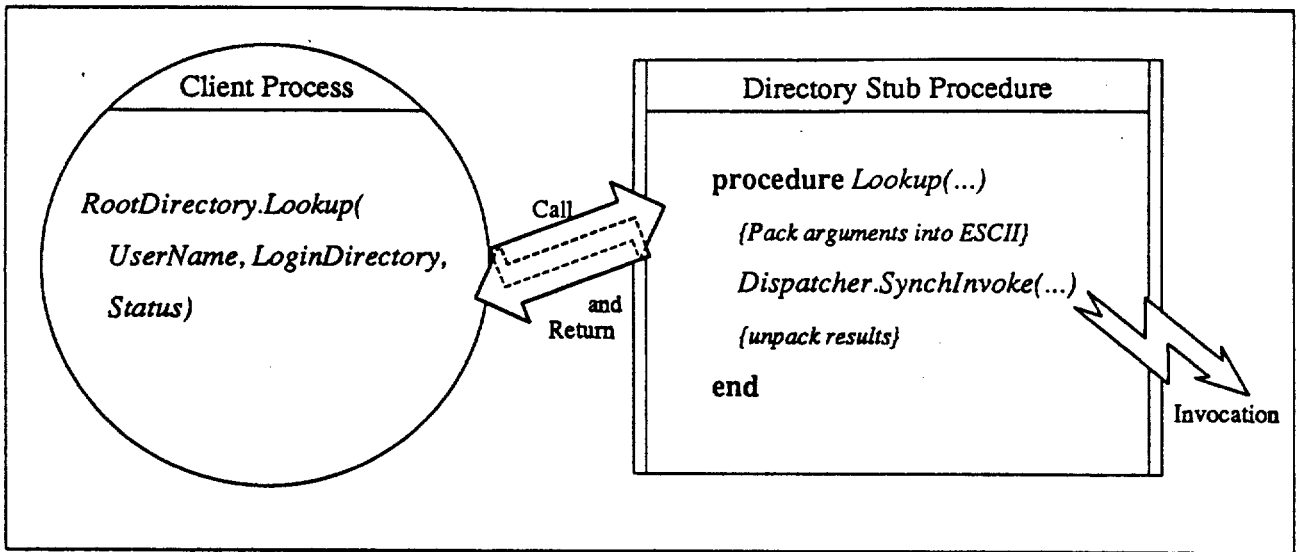 Client Process
RootDirectory.Lookup(
UserName, LoginDirectory,
Status)
Call
and
Return
Directory Stub Procedure
procedure Lookup(...)
{Pack arguments into ESCII}
Dispatcher.SynchInvoke(...)
{unpack results}
end
Invocation